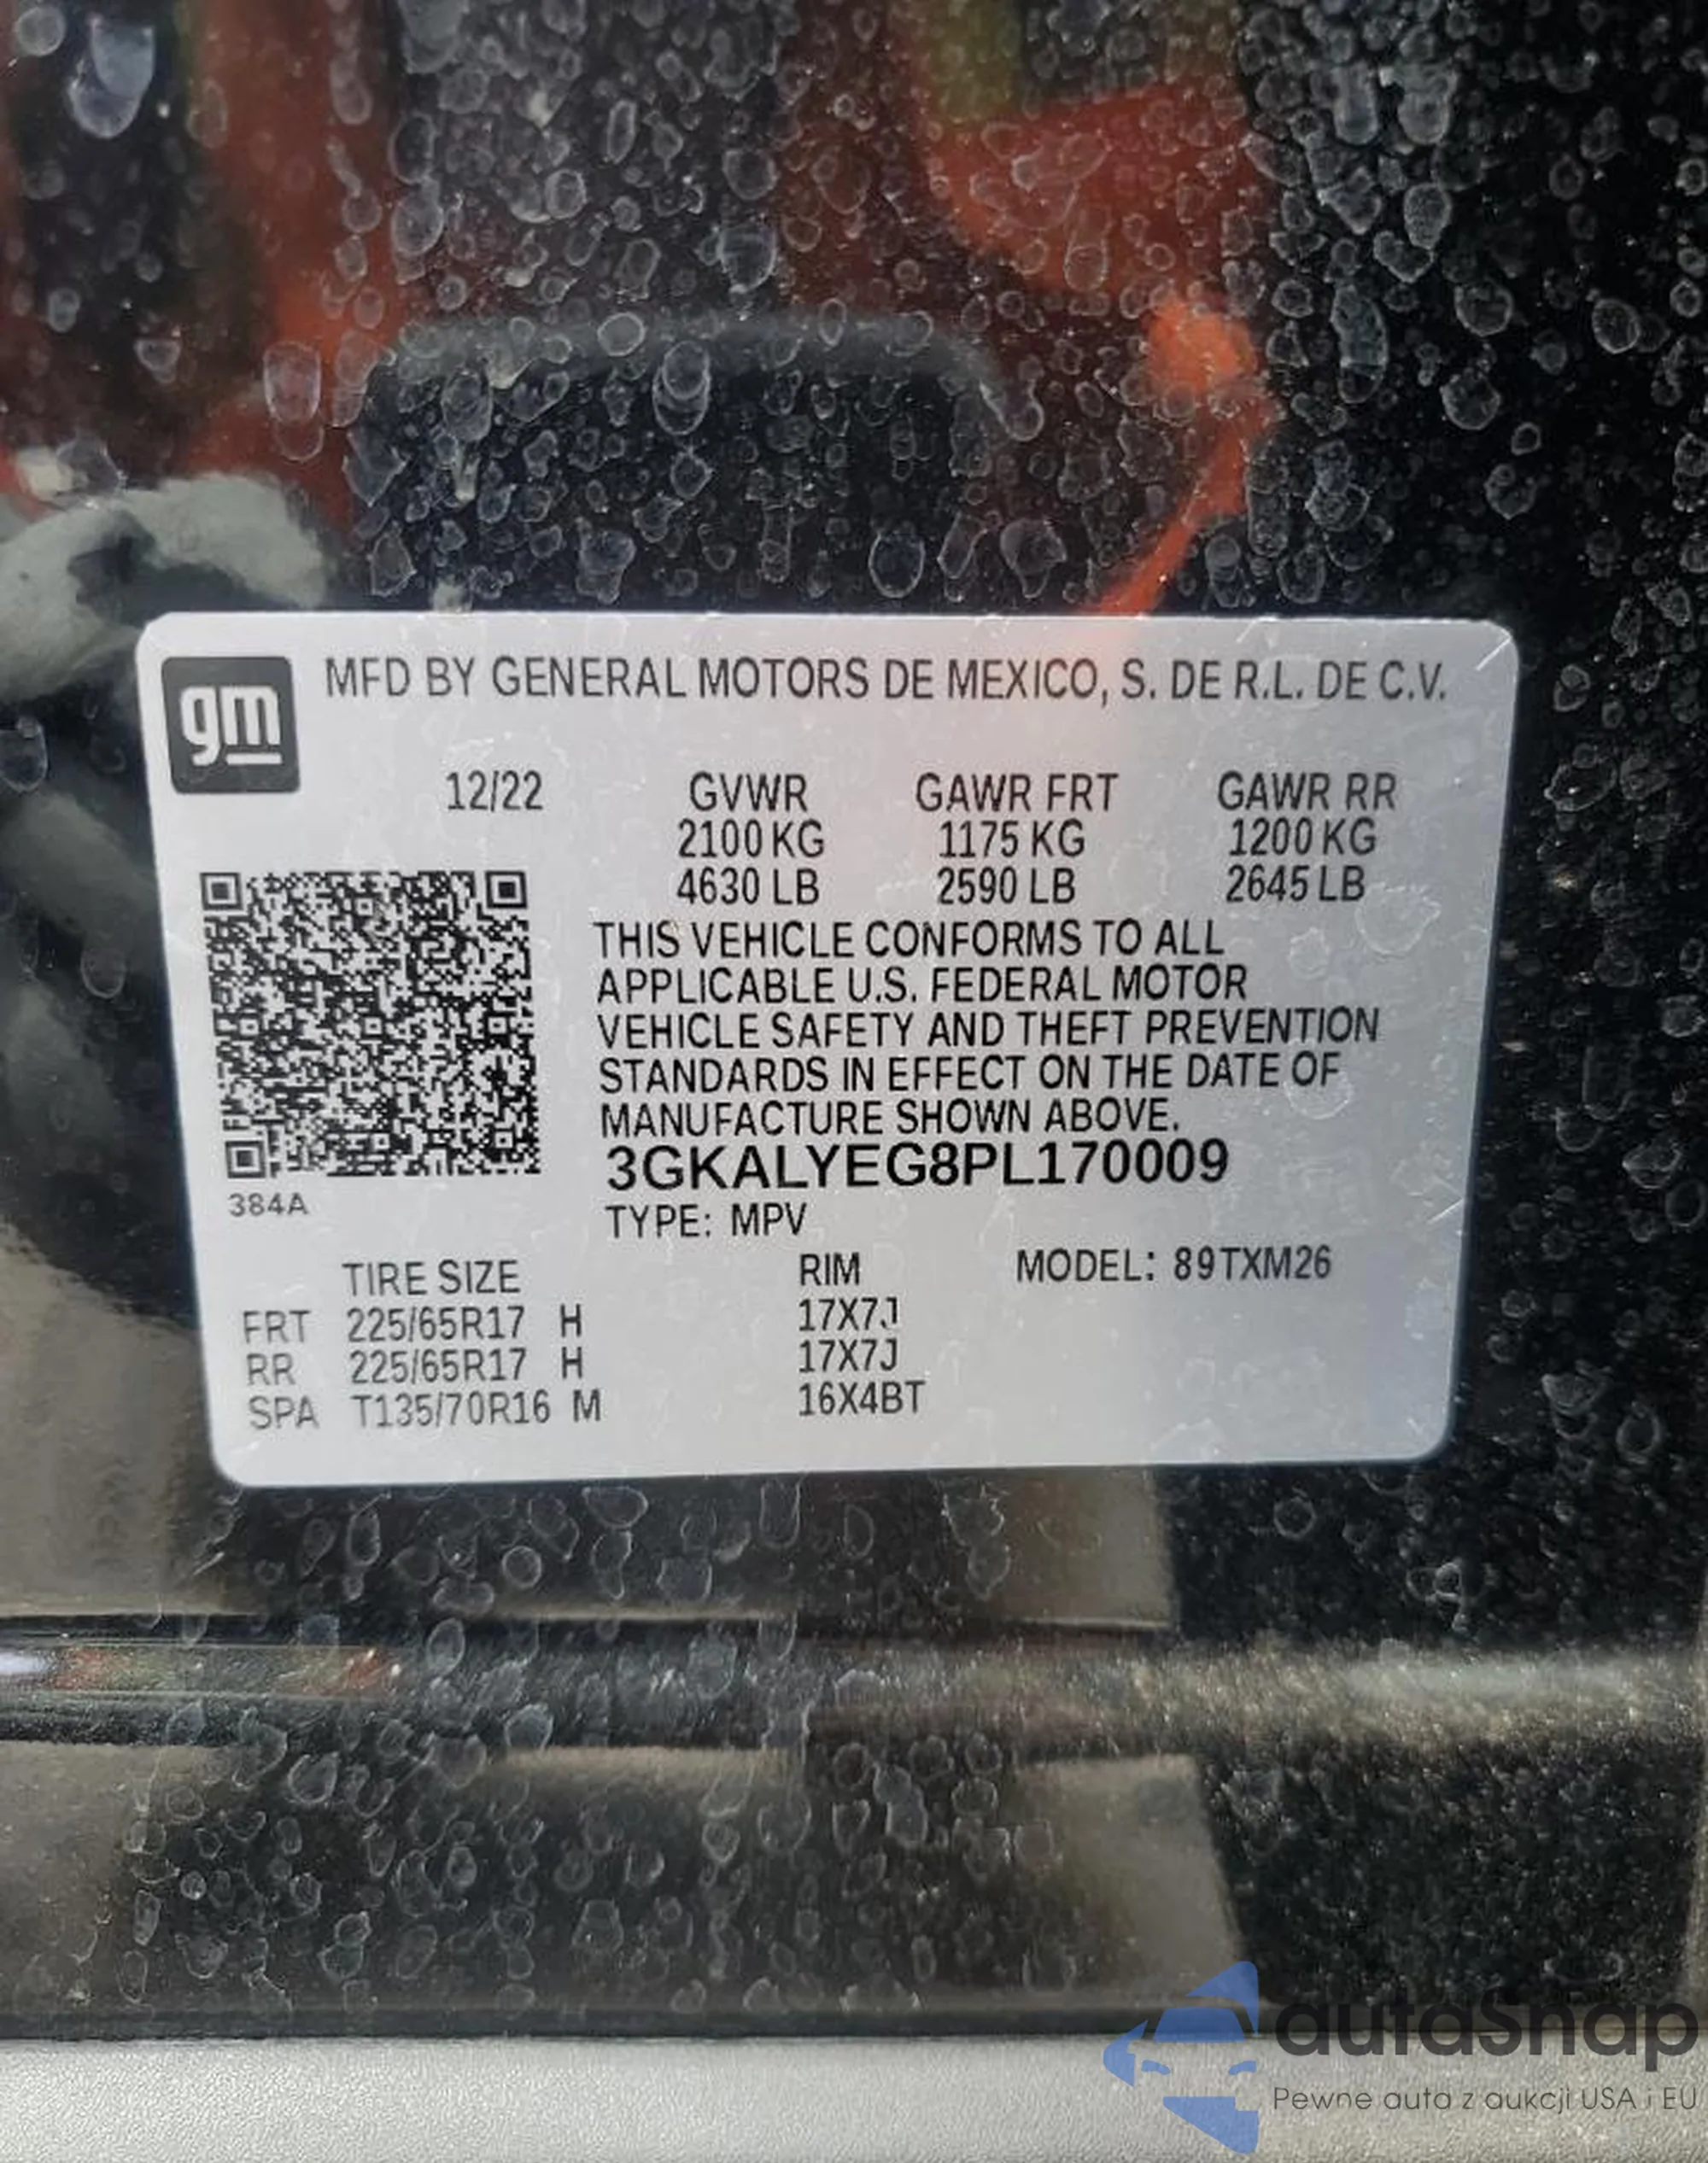 gm
MFD BY GENERAL MOTORS DE MEXICO, S. DE R.L. DE C.V.
12/22 GVWR GAWR FRT GAWR RR
2100 KG 1175 KG 1200 KG
4630 LB 2590 LB 2645 LB
THIS VEHICLE CONFORMS TO ALL
APPLICABLE U.S. FEDERAL MOTOR
VEHICLE SAFETY AND THEFT PREVENTION
STANDARDS IN EFFECT ON THE DATE OF
MANUFACTURE SHOWN ABOVE.
3GKALYEG8PL170009
384A
TYPE: MPV
TIRE SIZE RIM MODEL: 89TXM26
FRT 225/65R17 H 17X7J
RR 225/65R17 H 17X7J
SPA T135/70R16 M 16X4BT
autaSnap
Pewne auta z aukcji USA i EU